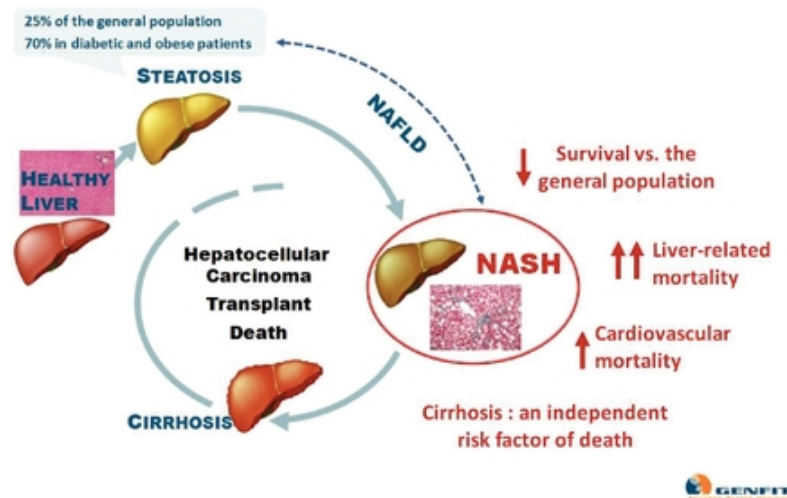 25% of the general population
70% in diabetic and obese patients
STEATOSIS
NAFLD
HEALTHY
LIVER
Survival vs. the
general population
Hepatocellular
Carcinoma
Transplant
Death
NASH
Liver-related
mortality
Cardiovascular
mortality
CIRRHOSIS
Cirrhosis : an independent
risk factor of death
GENFIT